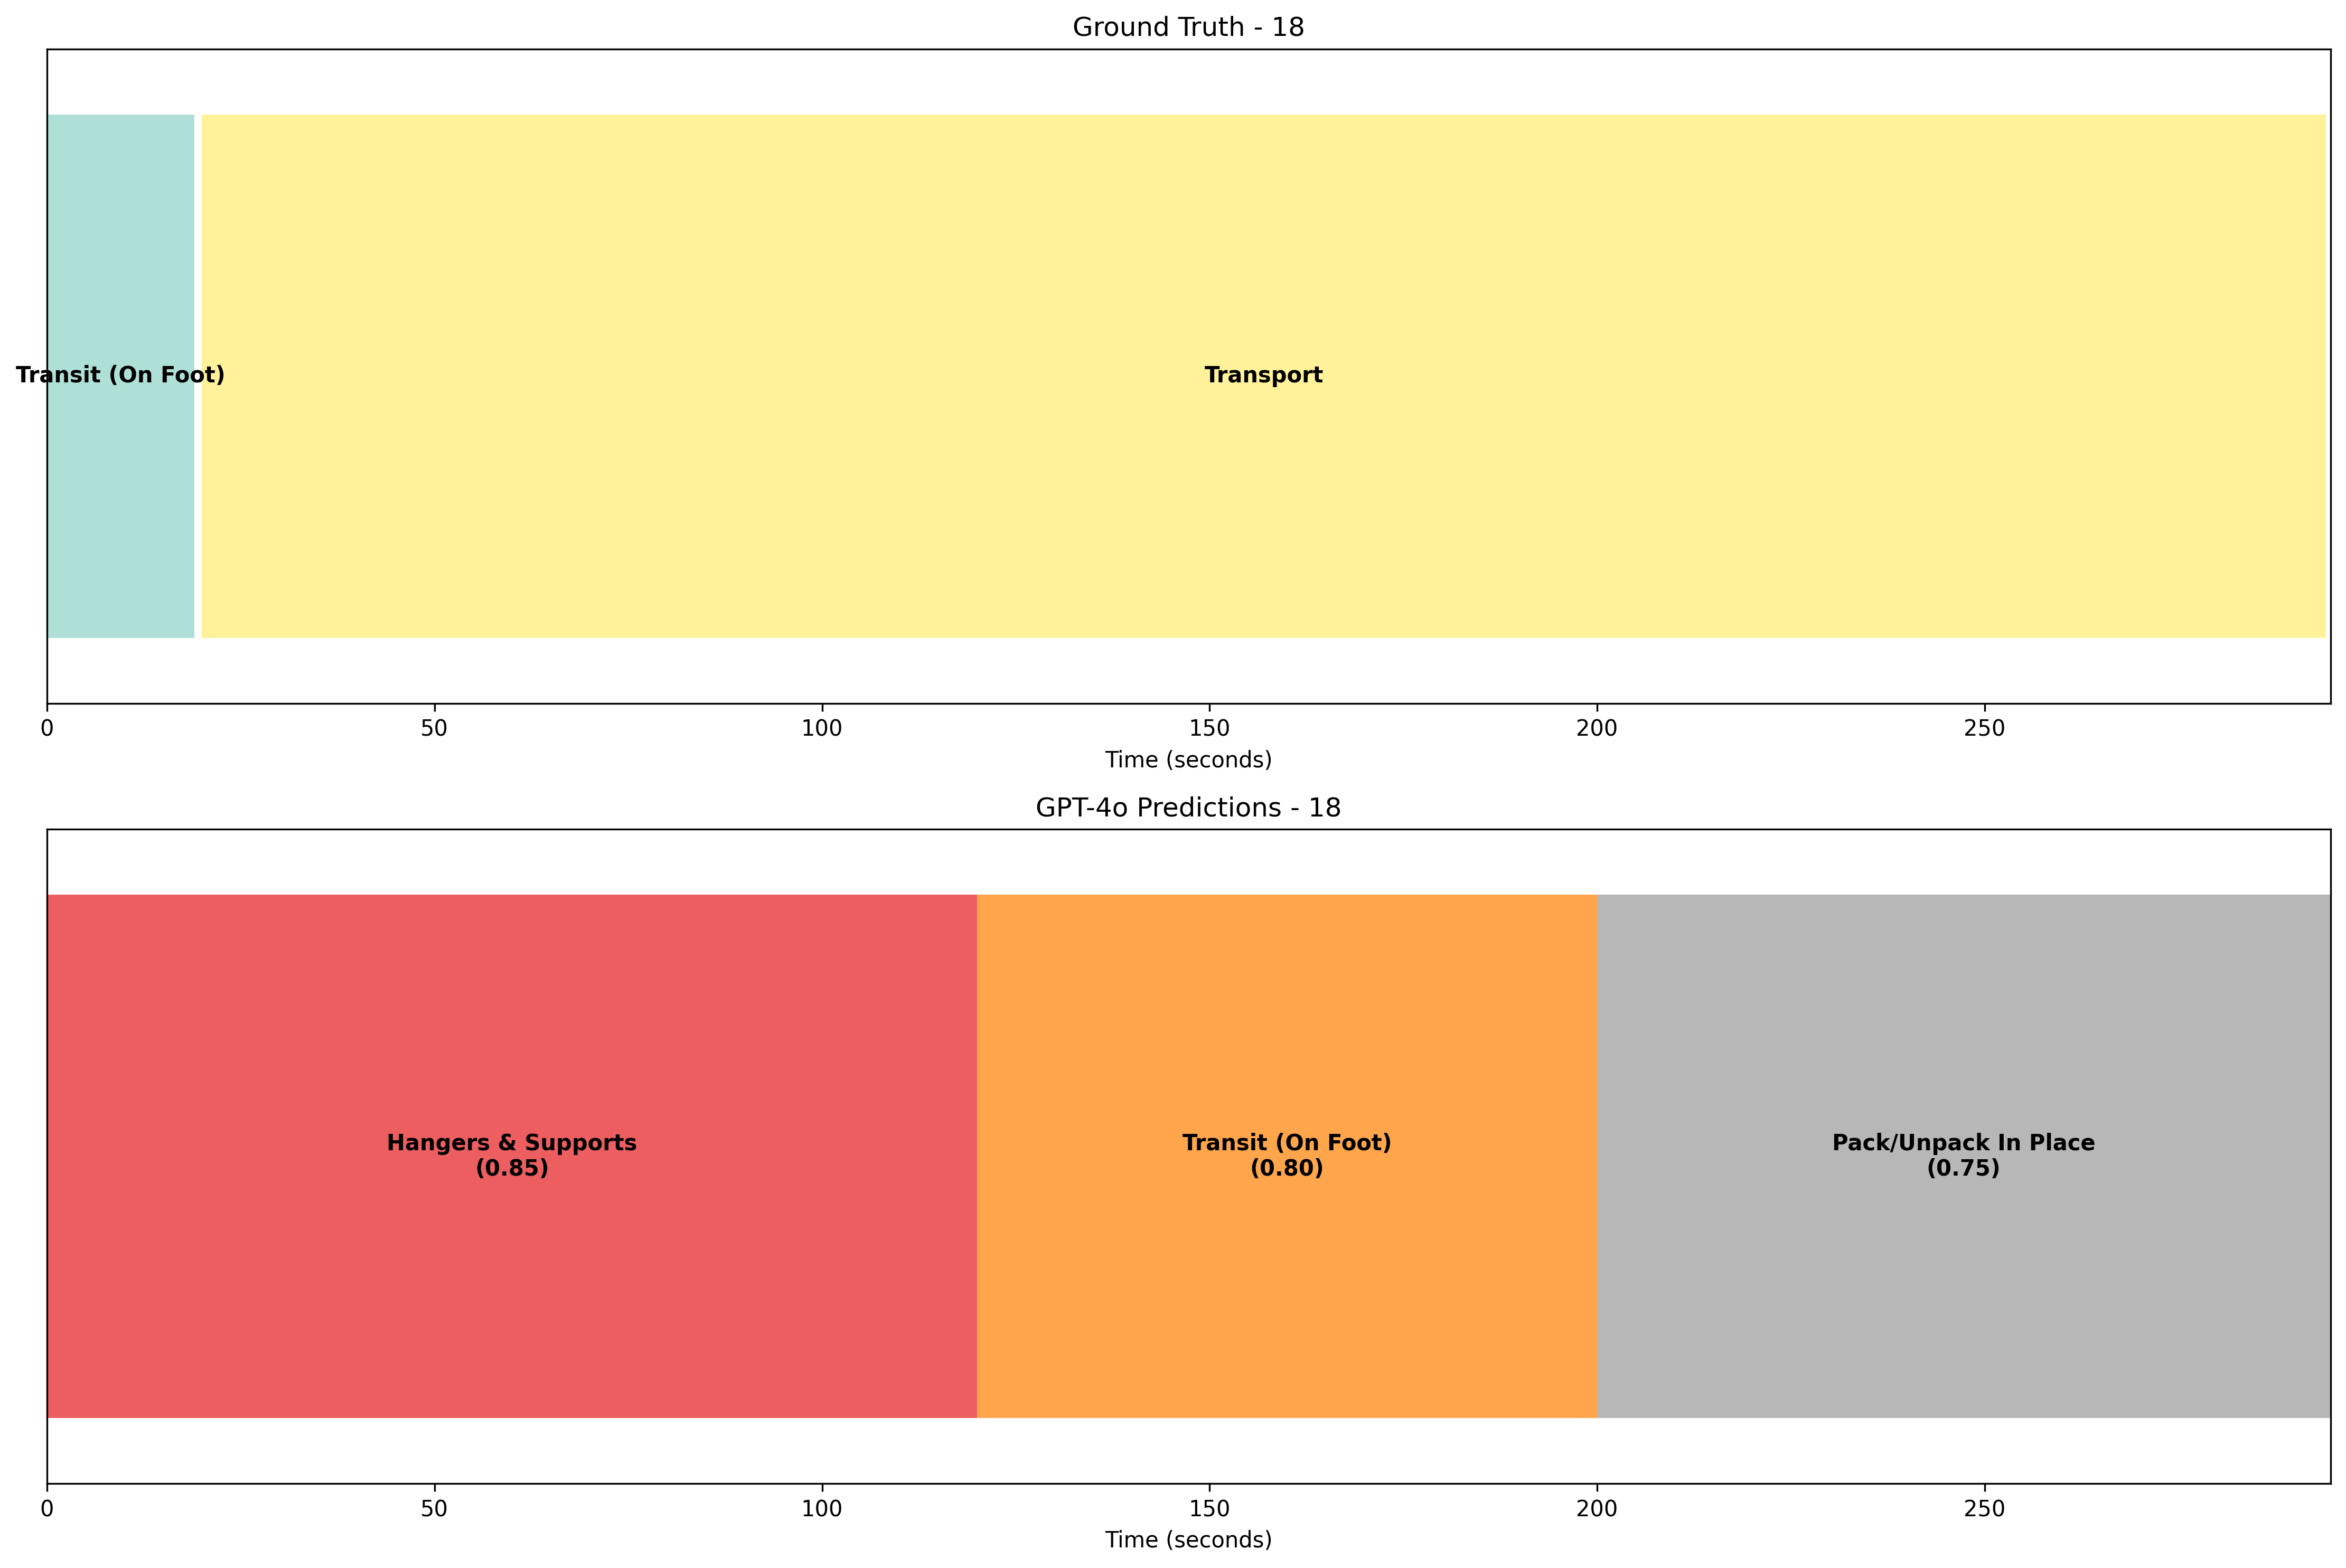 Ground Truth - 18
Transit (On Foot)
Transport
0 50 100 150 200 250
Time (seconds)
GPT-4o Predictions - 18
Hangers & Supports
(0.85)
Transit (On Foot)
(0.80)
Pack/Unpack In Place
(0.75)
0 50 100 150 200 250
Time (seconds)